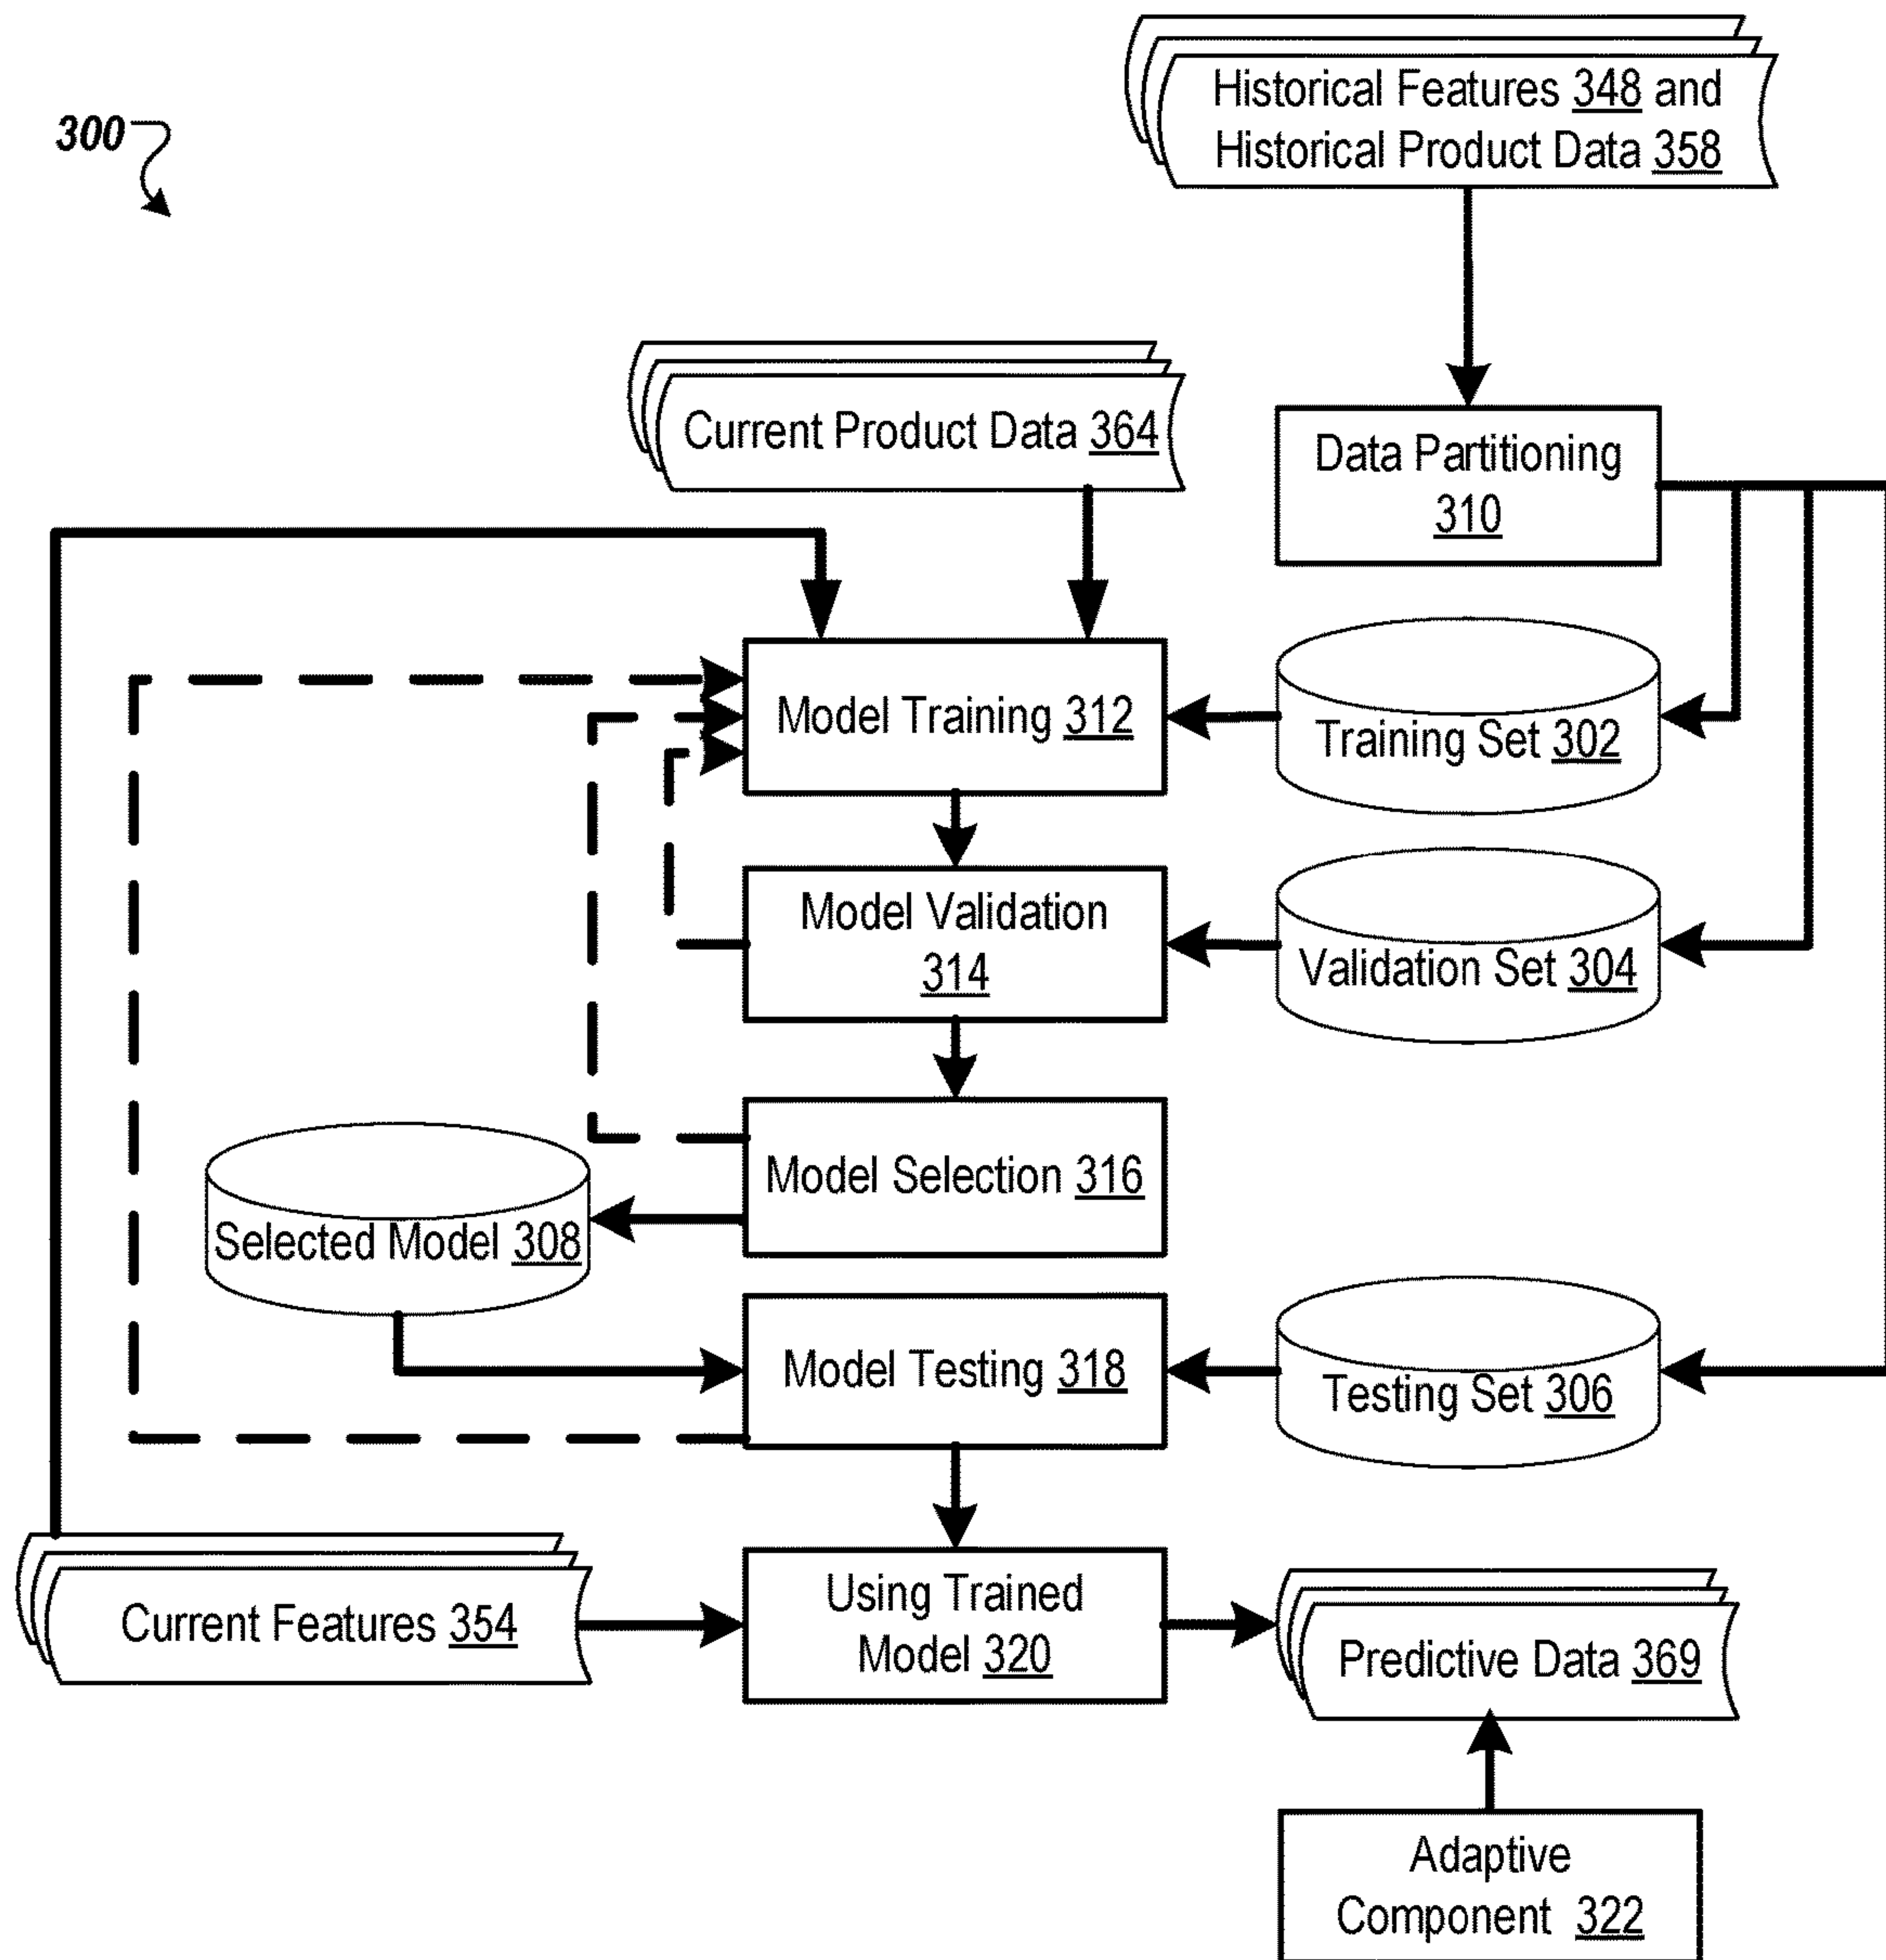 300
Historical Features 348 and
Historical Product Data 358
Current Product Data 364
Data Partitioning
310
Model Training 312
Training Set 302
Model Validation
314
Validation Set 304
Model Selection 316
Selected Model 308
Model Testing 318
Testing Set 306
Current Features 354
Using Trained
Model 320
Predictive Data 369
Adaptive
Component 322